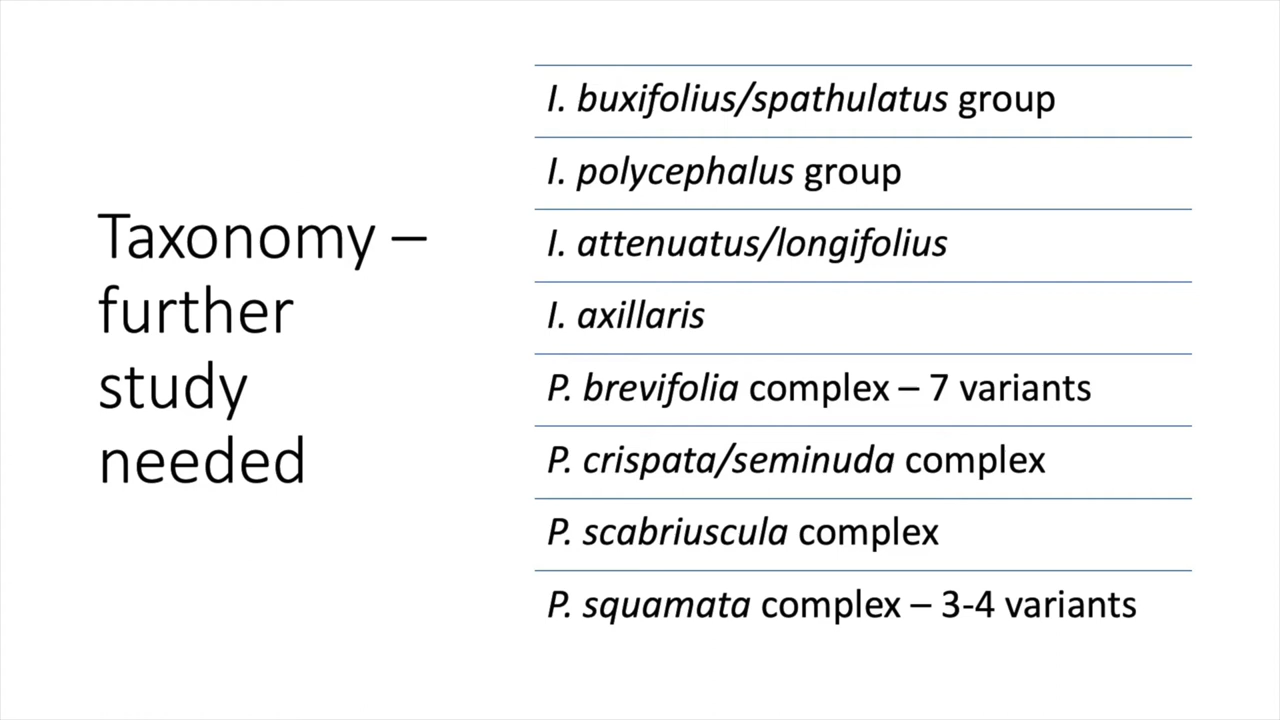 Taxonomy –
further
study
needed
I. buxifolius/spathulatus group
I. polycephalus group
I. attenuatus/longifolius
I. axillaris
P. brevifolia complex – 7 variants
P. crispata/seminuda complex
P. scabriuscula complex
P. squamata complex – 3-4 variants